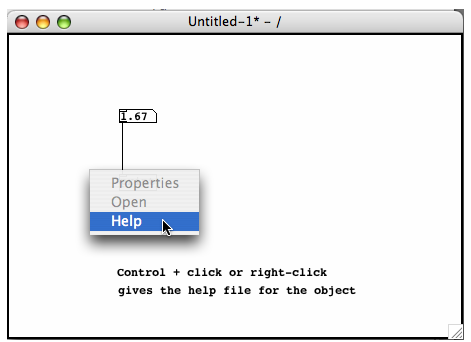 Untitled-1* - /
1.67
Properties
Open
Help
Control + click or right-click
gives the help file for the object